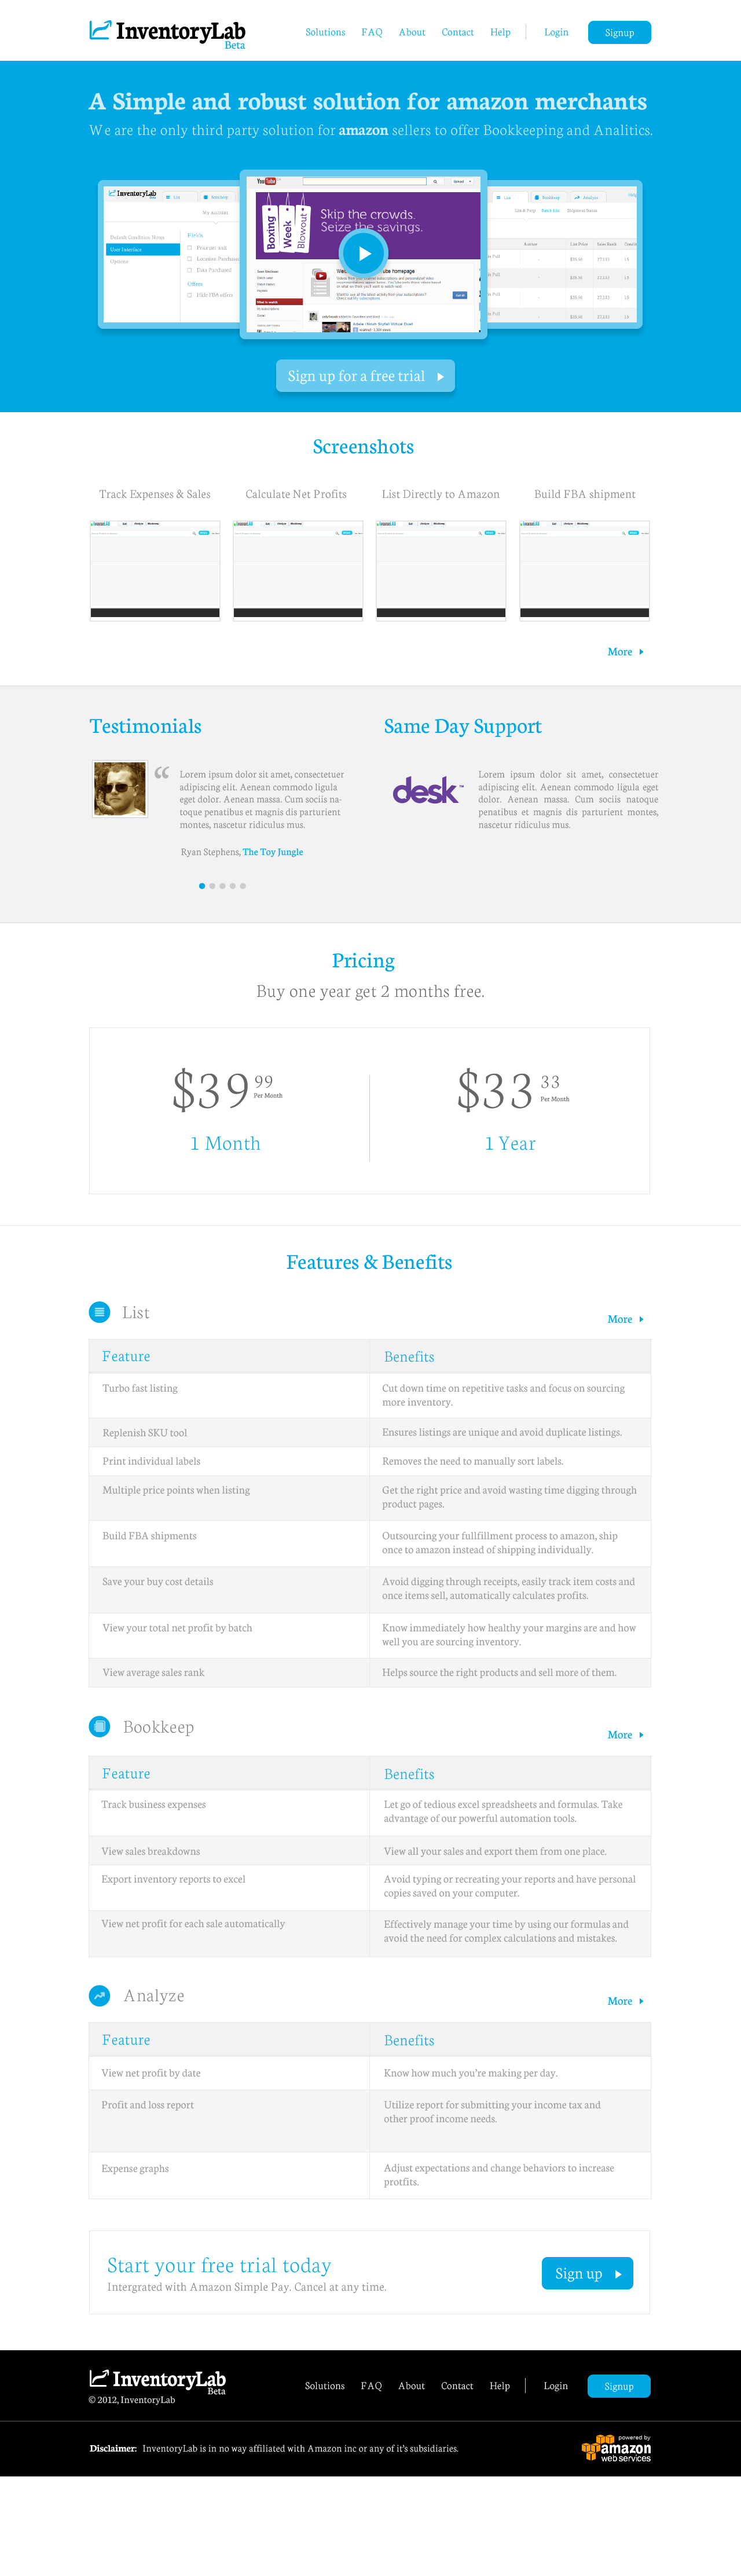 InventoryLab
Beta
Solutions FAQ About Contact Help Login Signup
A Simple and robust solution for amazon merchants
We are the only third party solution for amazon sellers to offer Bookkeeping and Analitics.
InventoryLab
List
My Account
User Interface
Options
YouTube
Skip the crowds.
Seize the savings.
Boxing
Week
Blowout
Sign up for a free trial
Screenshots
Track Expenses & Sales Calculate Net Profits List Directly to Amazon Build FBA shipment
More
Testimonials
“
Lorem ipsum dolor sit amet, consectetuer
adipiscing elit. Aenean commodo ligula
eget dolor. Aenean massa. Cum sociis na-
toque penatibus et magnis dis parturient
montes, nascetur ridiculus mus.
Ryan Stephens, The Toy Jungle
Same Day Support
desk™
Lorem ipsum dolor sit amet, consectetuer
adipiscing elit. Aenean commodo ligula eget
dolor. Aenean massa. Cum sociis natoque
penatibus et magnis dis parturient montes,
nascetur ridiculus mus.
Pricing
Buy one year get 2 months free.
$39 99
Per Month
1 Month
$33 33
Per Month
1 Year
Features & Benefits
List
More
Feature Benefits
Turbo fast listing
Cut down time on repetitive tasks and focus on sourcing
more inventory.
Replenish SKU tool
Ensures listings are unique and avoid duplicate listings.
Print individual labels
Removes the need to manually sort labels.
Multiple price points when listing
Get the right price and avoid wasting time digging through
product pages.
Build FBA shipments
Outsourcing your fullfillment process to amazon, ship
once to amazon instead of shipping individually.
Save your buy cost details
Avoid digging through receipts, easily track item costs and
once items sell, automatically calculates profits.
View your total net profit by batch
Know immediately how healthy your margins are and how
well you are sourcing inventory.
View average sales rank
Helps source the right products and sell more of them.
Bookkeep
More
Feature Benefits
Track business expenses
Let go of tedious excel spreadsheets and formulas. Take
advantage of our powerful automation tools.
View sales breakdowns
View all your sales and export them from one place.
Export inventory reports to excel
Avoid typing or recreating your reports and have personal
copies saved on your computer.
View net profit for each sale automatically
Effectively manage your time by using our formulas and
avoid the need for complex calculations and mistakes.
Analyze
More
Feature Benefits
View net profit by date
Know how much you're making per day.
Profit and loss report
Utilize report for submitting your income tax and
other proof income needs.
Expense graphs
Adjust expectations and change behaviors to increase
protfits.
Start your free trial today
Intergrated with Amazon Simple Pay. Cancel at any time.
Sign up
InventoryLab
Beta
© 2012, InventoryLab
Solutions FAQ About Contact Help Login Signup
Disclaimer: InventoryLab is in no way affiliated with Amazon inc or any of it's subsidiaries.
powered by
amazon
web services